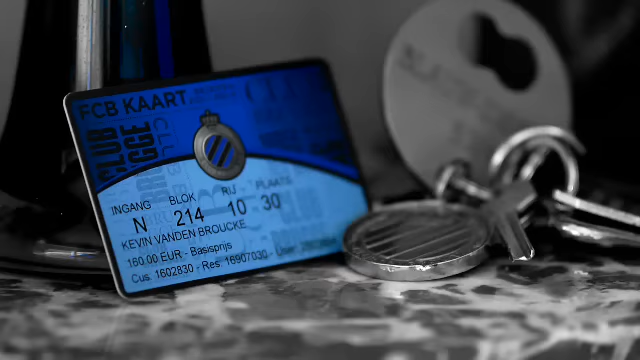 FCB KAART
CLUB
BRUGGE
INGANG BLOK RIJ PLAATS
N 214 10 30
KEVIN VANDEN BROUCKE
160.00 EUR - Basisprijs
Cus. 1602830 - Res. 16907030 - User